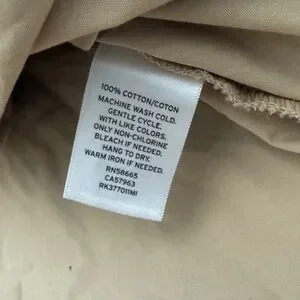 100% COTTON/COTON
MACHINE WASH COLD.
GENTLE CYCLE.
WITH LIKE COLORS.
ONLY NON-CHLORINE
BLEACH IF NEEDED.
HANG TO DRY.
WARM IRON IF NEEDED.
RN58665
CA57963
RK377011MI